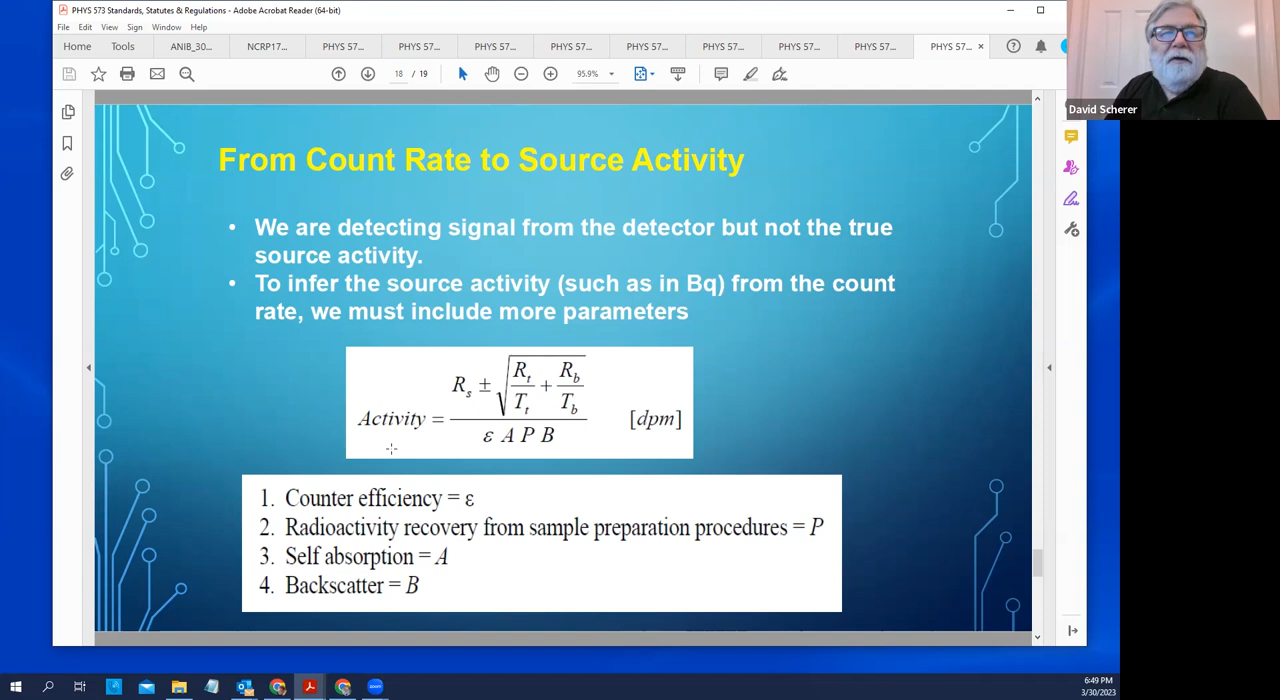 PHYS 573 Standards, Statutes & Regulations - Adobe Acrobat Reader (64-bit)
File Edit View Sign Window Help
Home Tools ANIB_30... NCRP17... PHYS 57... PHYS 57... PHYS 57... PHYS 57... PHYS 57... PHYS 57... PHYS 57... PHYS 57... PHYS 57... ×
18 / 19 95.9%
David Scherer
From Count Rate to Source Activity
• We are detecting signal from the detector but not the true
source activity.
• To infer the source activity (such as in Bq) from the count
rate, we must include more parameters
Activity = (R_s ± √(R_t/T_t + R_b/T_b)) / (ε A P B) [dpm]
1. Counter efficiency = ε
2. Radioactivity recovery from sample preparation procedures = P
3. Self absorption = A
4. Backscatter = B
6:49 PM
3/30/2023